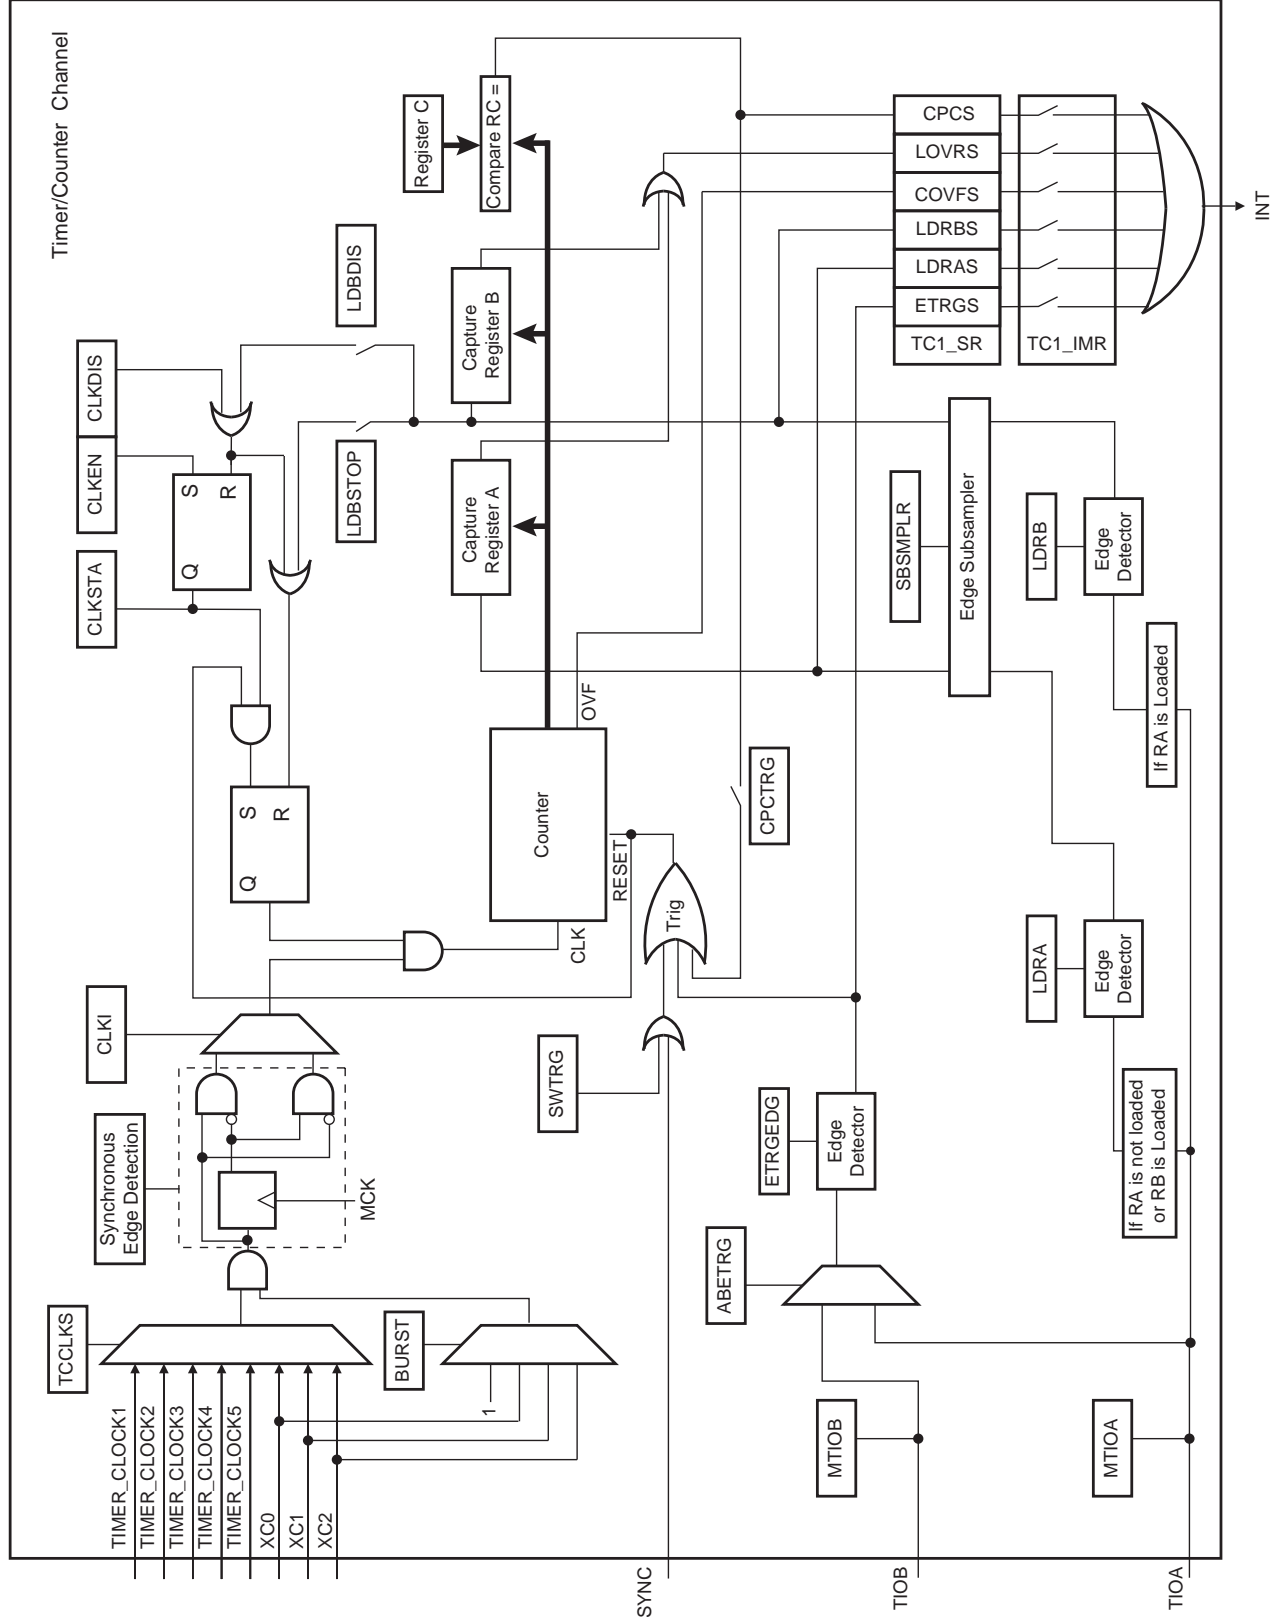 Timer/Counter Channel
TIMER_CLOCK1
TIMER_CLOCK2
TIMER_CLOCK3
TIMER_CLOCK4
TIMER_CLOCK5
XC0
XC1
XC2
TCCLKS
Synchronous
Edge Detection
CLKI
CLKSTA
CLKEN
CLKDIS
Q
S
R
Q
S
R
MCK
BURST
1
LDBSTOP
LDBDIS
Register C
Compare RC =
Capture
Register A
Capture
Register B
Counter
CLK
OVF
RESET
Trig
SWTRG
SYNC
CPCTRG
ABETRG
ETRGEDG
Edge
Detector
MTIOB
TIOB
SBSMPLR
Edge Subsampler
CPCS
LOVRS
COVFS
LDRBS
LDRAS
ETRGS
TC1_SR
TC1_IMR
INT
LDRA
Edge
Detector
LDRB
Edge
Detector
If RA is not loaded
or RB is Loaded
If RA is Loaded
MTIOA
TIOA